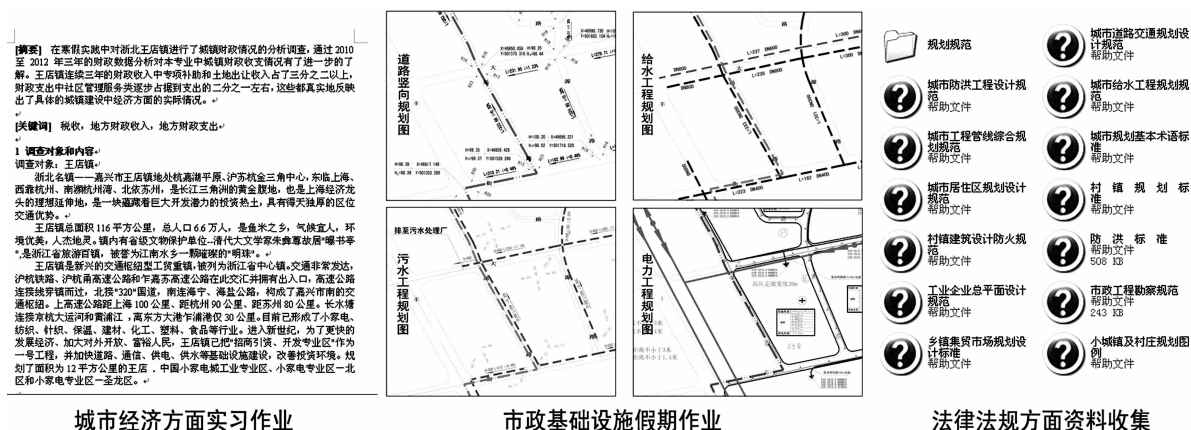 [摘要] 在寒假实践中对浙北王店镇进行了城镇财政情况的分析调查，通过 2010
至 2012 年三年的财政数据分析对本专业中城镇财政收支情况有了进一步的了
解。王店镇连续三年的财政收入中专项补助和土地出让收入占了三分之二以上，
财政支出中社区管理服务类逐步占据到支出的二分之一左右，这些都真实地反映
出了具体的城镇建设中经济方面的实际情况。
[关键词] 税收，地方财政收入，地方财政支出
1 调查对象和内容
调查对象：王店镇
浙北名镇——嘉兴市王店镇地处杭嘉湖平原、沪苏杭金三角中心，东临上海、
西靠杭州、南濒杭州湾、北依苏州，是长江三角洲的黄金腹地，也是上海经济龙
头的理想延伸地，是一块蕴藏着巨大开发潜力的投资热土，具有得天独厚的区位
交通优势。
王店镇总面积 116 平方公里，总人口 6.6 万人，是鱼米之乡，气候宜人，环
境优美，人杰地灵。镇内有省级文物保护单位--清代大文学家朱彝尊故居"曝书亭
",是浙江省旅游百镇，被誉为江南水乡一颗璀璨的"明珠"。
王店镇是新兴的交通枢纽型工贸重镇，被列为浙江省中心镇。交通非常发达，
沪杭铁路、沪杭甬高速公路和乍嘉苏高速公路在此交汇并拥有出入口，高速公路
连接线穿镇而过，北接"320"国道，南连海宁、海盐公路，构成了嘉兴市南的交
通枢纽。上高速公路距上海 100 公里、距杭州 90 公里、距苏州 80 公里。长水塘
连接京杭大运河和黄浦江，离东方大港乍浦港仅 30 公里。目前已形成了小家电、
纺织、针织、保温、建材、化工、塑料、食品等行业。进入新世纪，为了更快的
发展经济、加大对外开放、富裕人民，王店镇已把"招商引资、开发专业区"作为
一号工程，并加快道路、通信、供电、供水等基础设施建设，改善投资环境。规
划了面积为 12 平方公里的王店．中国小家电城工业专业区、小家电专业区—北
区和小家电专业区—圣龙区。
城市经济方面实习作业
道路竖向规划图
给水工程规划图
排至污水处理厂
污水工程规划图
电力工程规划图
高压走廊宽度20m
市政基础设施假期作业
规划规范
城市道路交通规划设
计规范
帮助文件
城市防洪工程设计规
范
帮助文件
城市给水工程规划规
范
帮助文件
城市工程管线综合规
划规范
帮助文件
城市规划基本术语标
准
帮助文件
城市居住区规划设计
规范
帮助文件
村镇规划标
准
帮助文件
村镇建筑设计防火规
范
帮助文件
防洪标准
508 KB
工业企业总平面设计
规范
帮助文件
市政工程勘察规范
243 KB
乡镇集贸市场规划设
计标准
帮助文件
小城镇及村庄规划图
例
帮助文件
法律法规方面资料收集